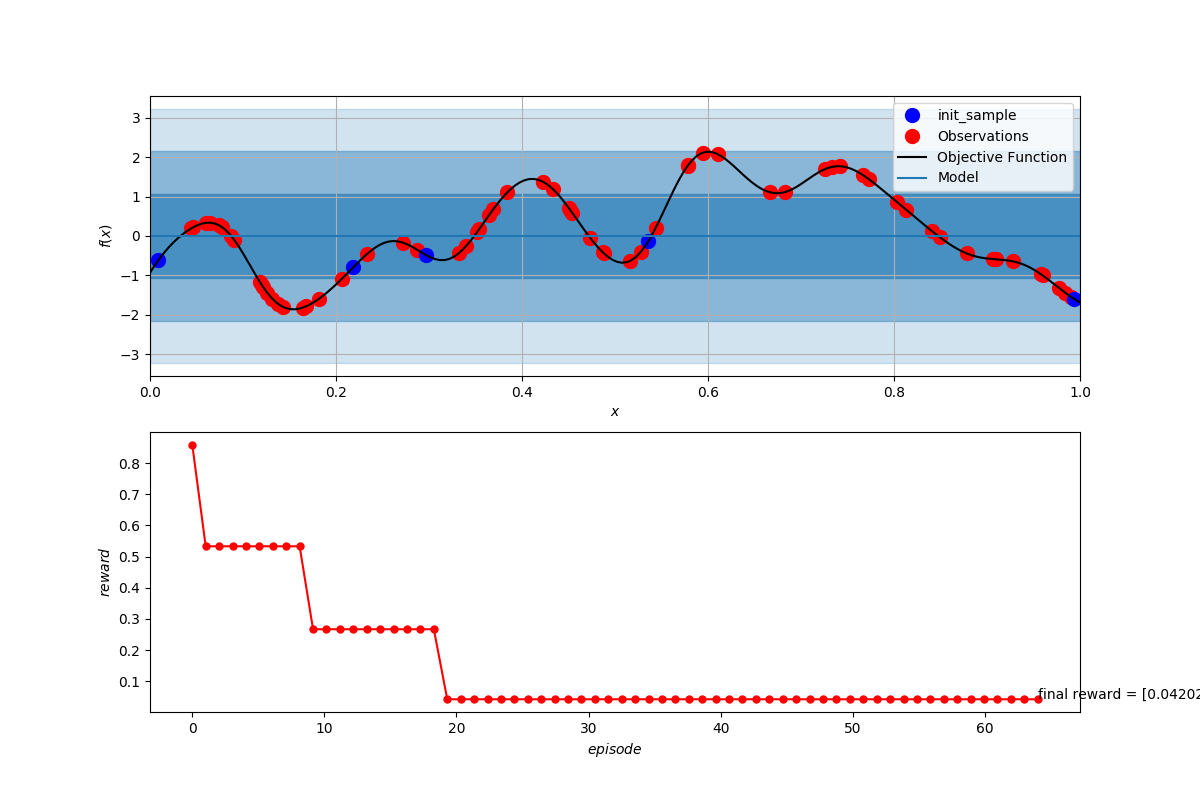 3
2
1
0
−1
−2
−3
f(x)
init_sample
Observations
Objective Function
Model
0.0 0.2 0.4 0.6 0.8 1.0
x
0.8
0.7
0.6
0.5
0.4
0.3
0.2
0.1
reward
final reward = [0.04202
0 10 20 30 40 50 60
episode